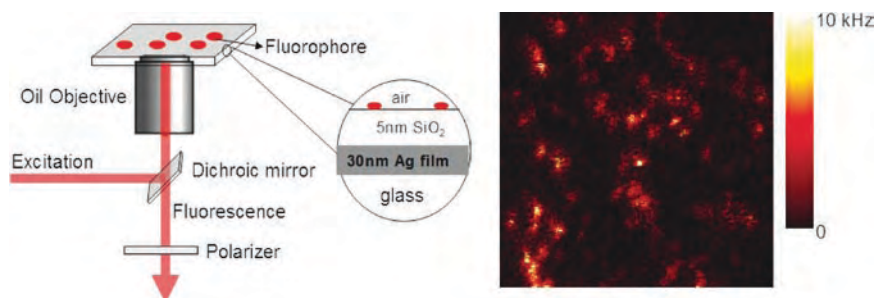 Fluorophore
Oil Objective
air
5nm SiO₂
30nm Ag film
glass
Excitation
Dichroic mirror
Fluorescence
Polarizer
10 kHz
0